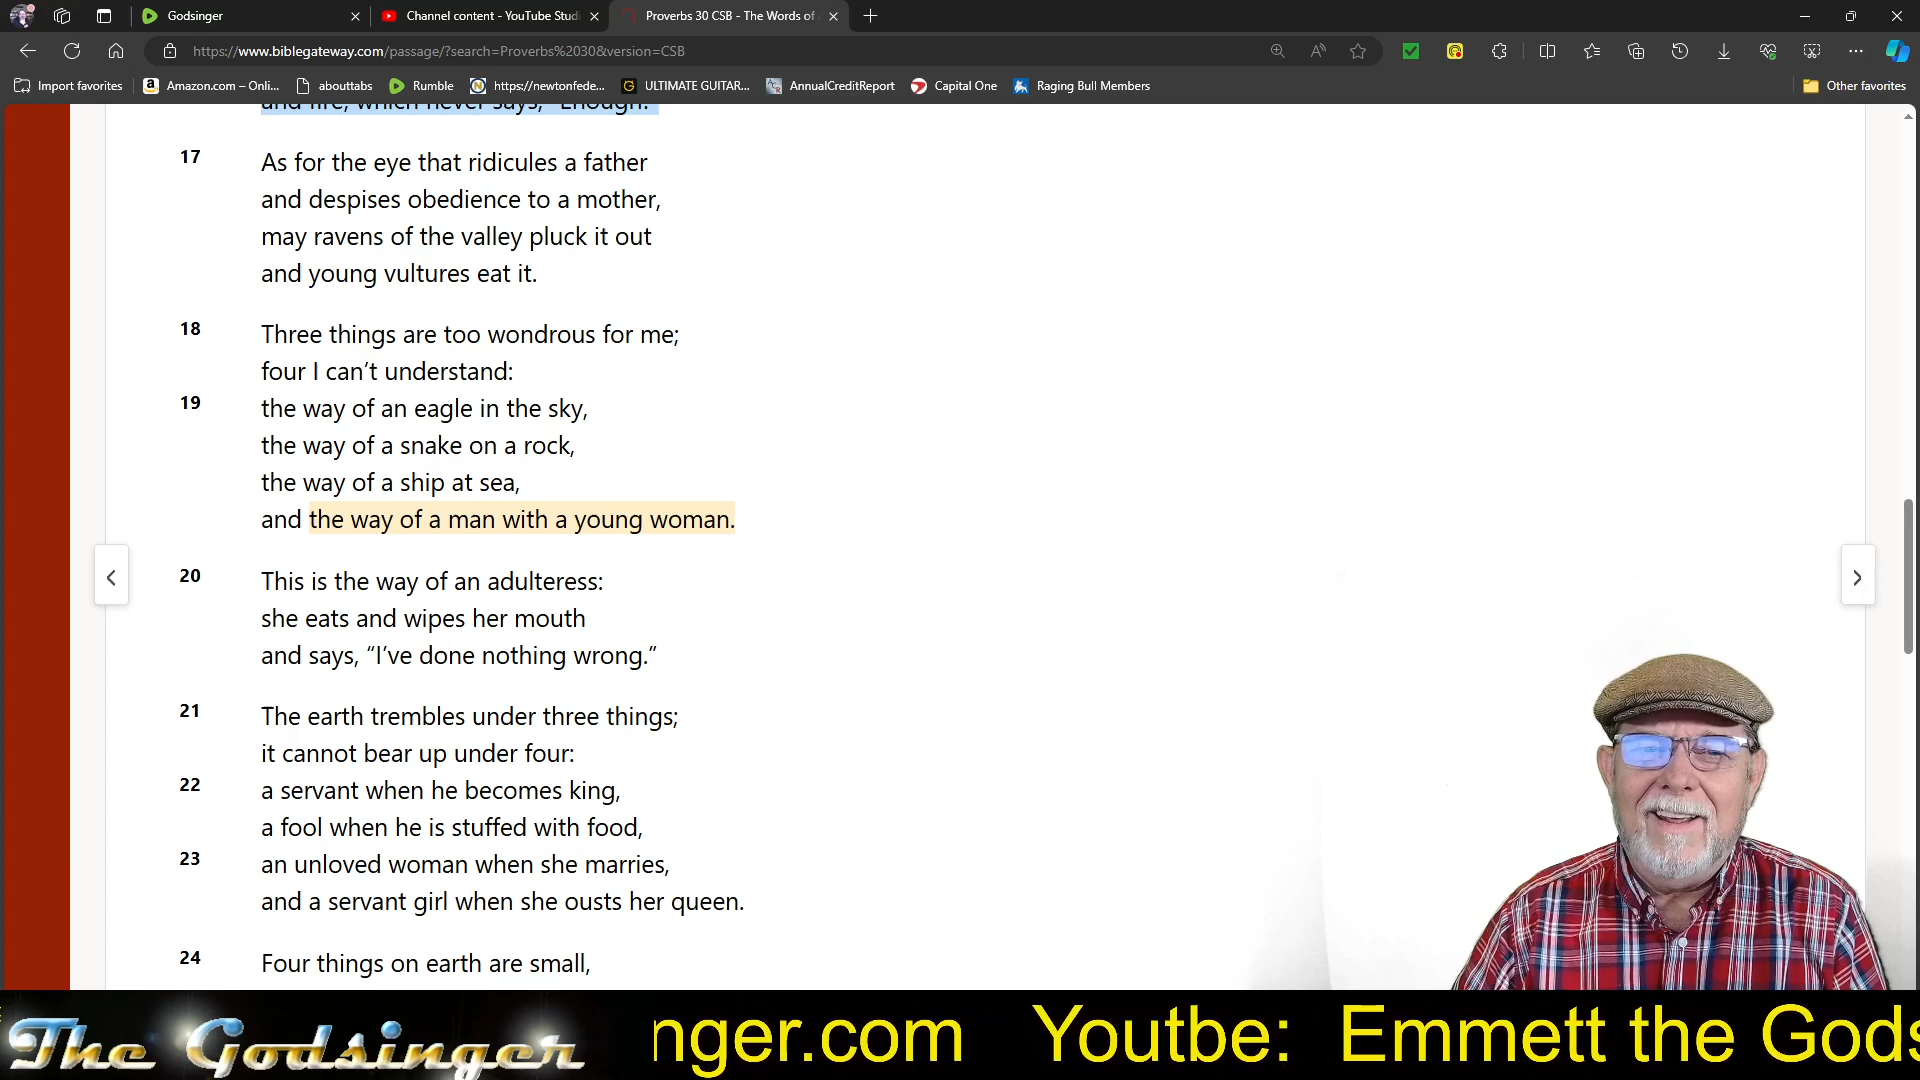 Godsinger
Channel content - YouTube Studi
Proverbs 30 CSB - The Words of
https://www.biblegateway.com/passage/?search=Proverbs%2030&version=CSB
Import favorites
Amazon.com – Onli...
abouttabs
Rumble
https://newtonfede...
ULTIMATE GUITAR...
AnnualCreditReport
Capital One
Raging Bull Members
Other favorites
and fire, which never says, “Enough!”
17 As for the eye that ridicules a father
and despises obedience to a mother,
may ravens of the valley pluck it out
and young vultures eat it.
18 Three things are too wondrous for me;
four I can’t understand:
19 the way of an eagle in the sky,
the way of a snake on a rock,
the way of a ship at sea,
and the way of a man with a young woman.
20 This is the way of an adulteress:
she eats and wipes her mouth
and says, “I’ve done nothing wrong.”
21 The earth trembles under three things;
it cannot bear up under four:
22 a servant when he becomes king,
a fool when he is stuffed with food,
23 an unloved woman when she marries,
and a servant girl when she ousts her queen.
24 Four things on earth are small,
The Godsinger
nger.com Youtbe: Emmett the Gods